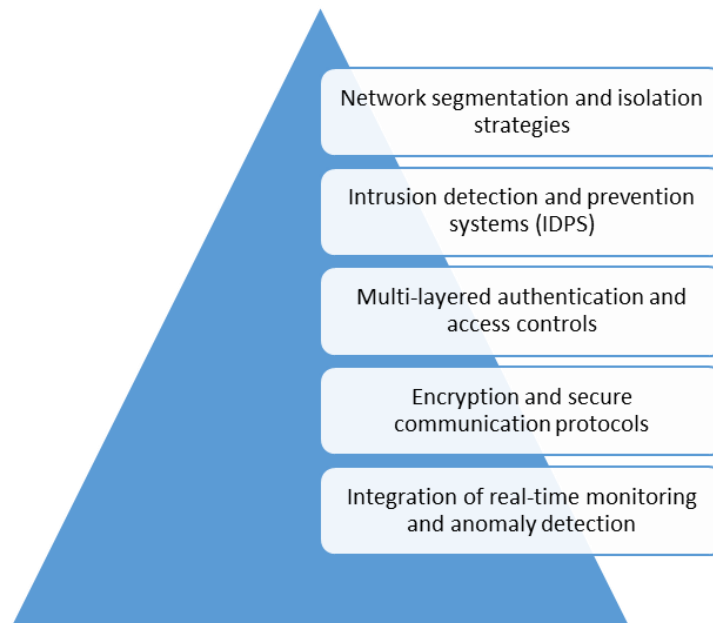 Network segmentation and isolation
strategies
Intrusion detection and prevention
systems (IDPS)
Multi-layered authentication and
access controls
Encryption and secure
communication protocols
Integration of real-time monitoring
and anomaly detection